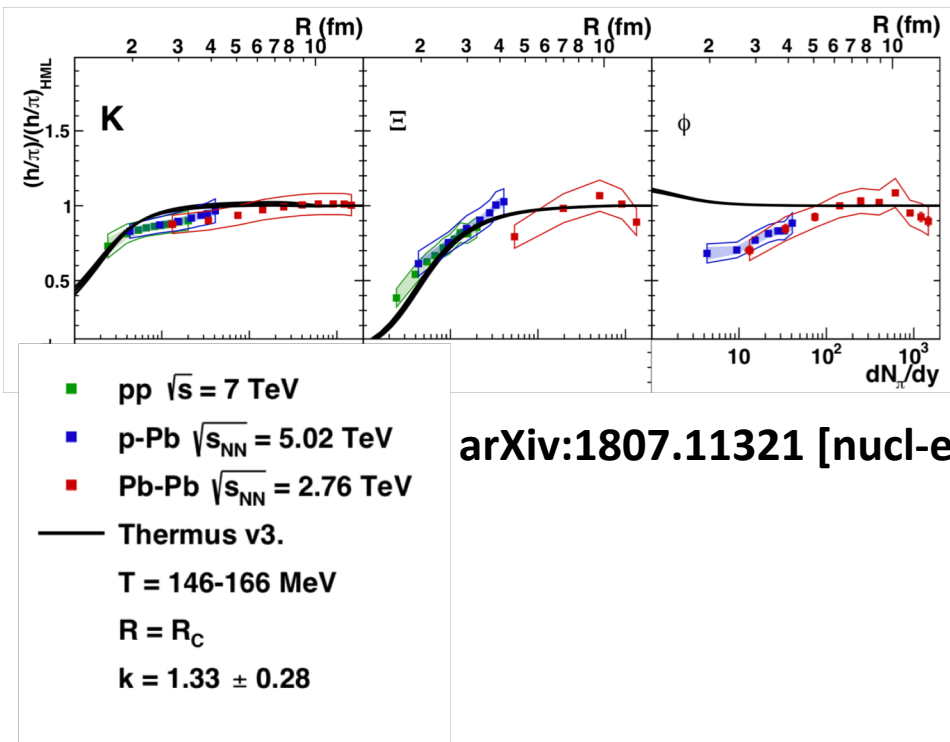 R (fm) R (fm) R (fm)
2 3 4 5 6 7 8 10 2 3 4 5 6 7 8 10 2 3 4 5 6 7 8 10
(h/π)/(h/π)HML
K Ξ ϕ
1.5
1
0.5
10 10² 10³
dNπ/dy
pp √s = 7 TeV
p-Pb √sNN = 5.02 TeV
Pb-Pb √sNN = 2.76 TeV
Thermus v3.
T = 146-166 MeV
R = RC
k = 1.33 ± 0.28
arXiv:1807.11321 [nucl-e